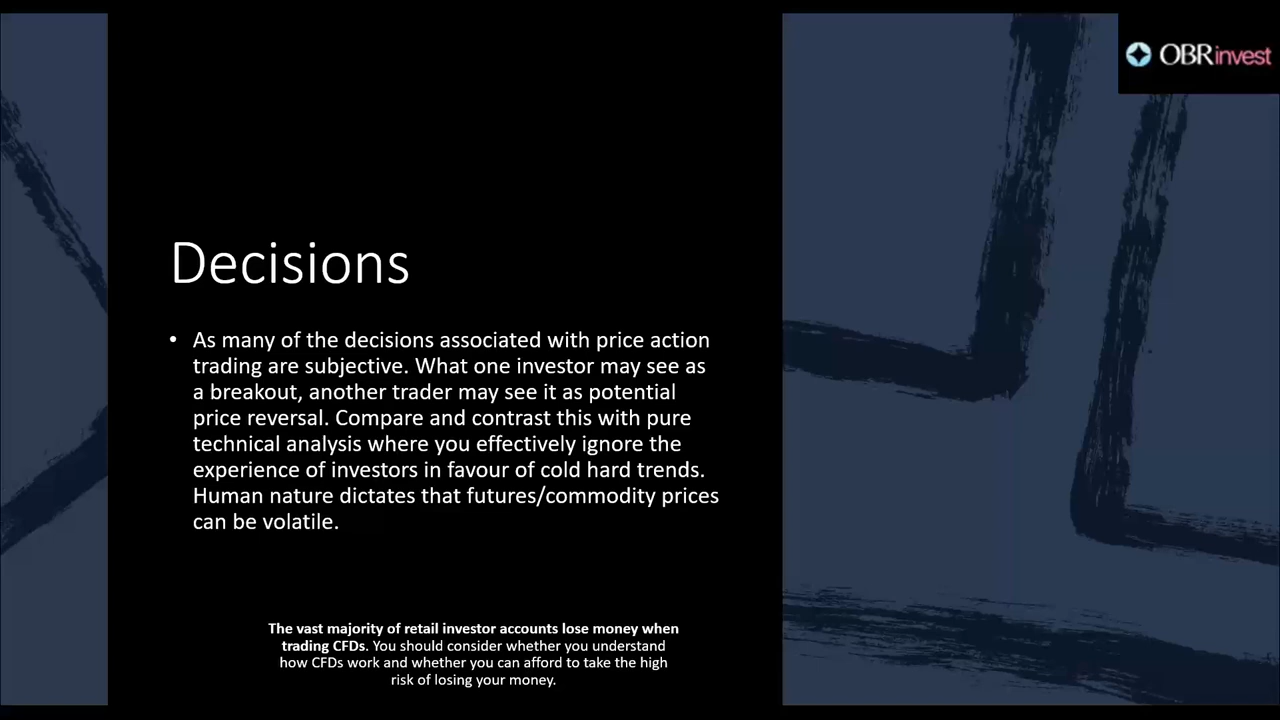 OBRinvest
Decisions
• As many of the decisions associated with price action
trading are subjective. What one investor may see as
a breakout, another trader may see it as potential
price reversal. Compare and contrast this with pure
technical analysis where you effectively ignore the
experience of investors in favour of cold hard trends.
Human nature dictates that futures/commodity prices
can be volatile.
The vast majority of retail investor accounts lose money when
trading CFDs. You should consider whether you understand
how CFDs work and whether you can afford to take the high
risk of losing your money.